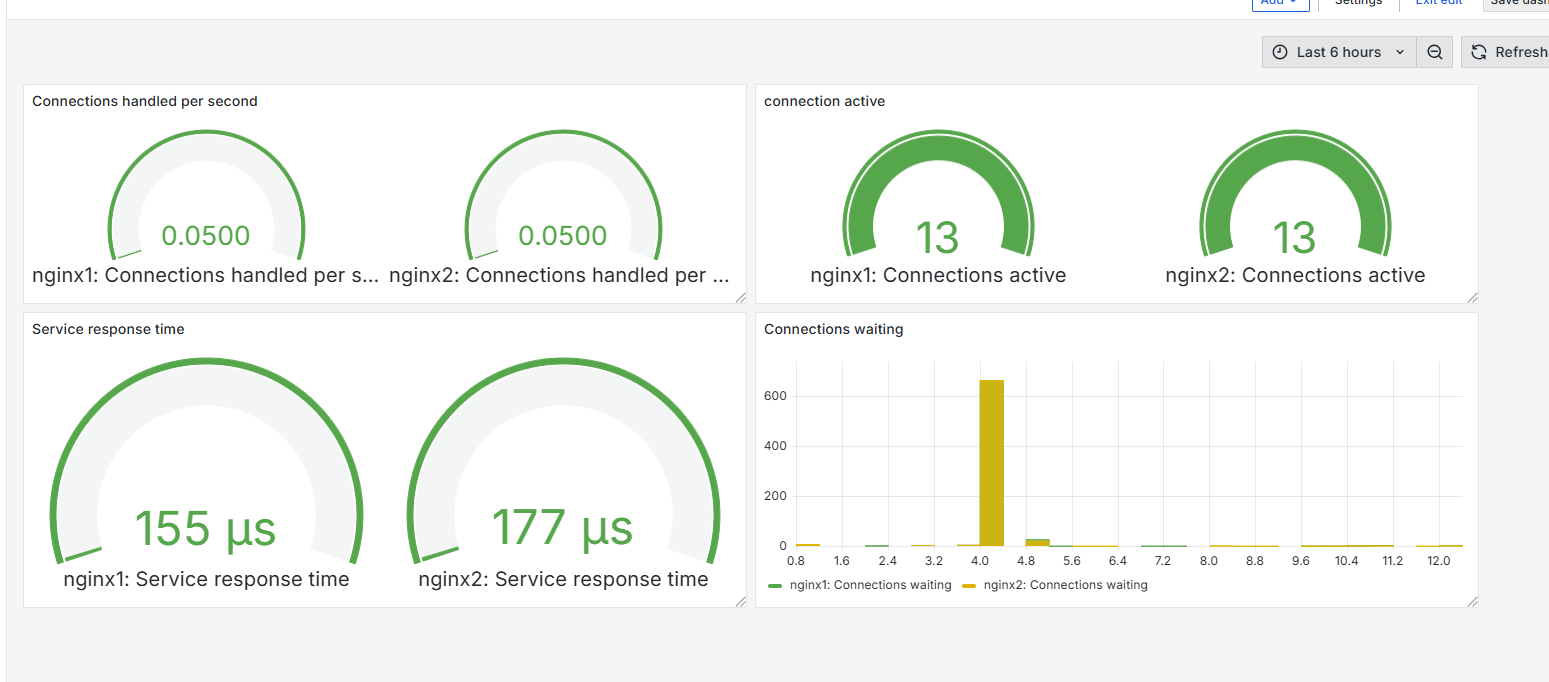 Add Settings Exit edit Save dash
Last 6 hours Refresh
Connections handled per second
0.0500 0.0500
nginx1: Connections handled per s... nginx2: Connections handled per ...
connection active
13 13
nginx1: Connections active nginx2: Connections active
Service response time
155 µs 177 µs
nginx1: Service response time nginx2: Service response time
Connections waiting
600
400
200
0
0.8 1.6 2.4 3.2 4.0 4.8 5.6 6.4 7.2 8.0 8.8 9.6 10.4 11.2 12.0
nginx1: Connections waiting nginx2: Connections waiting